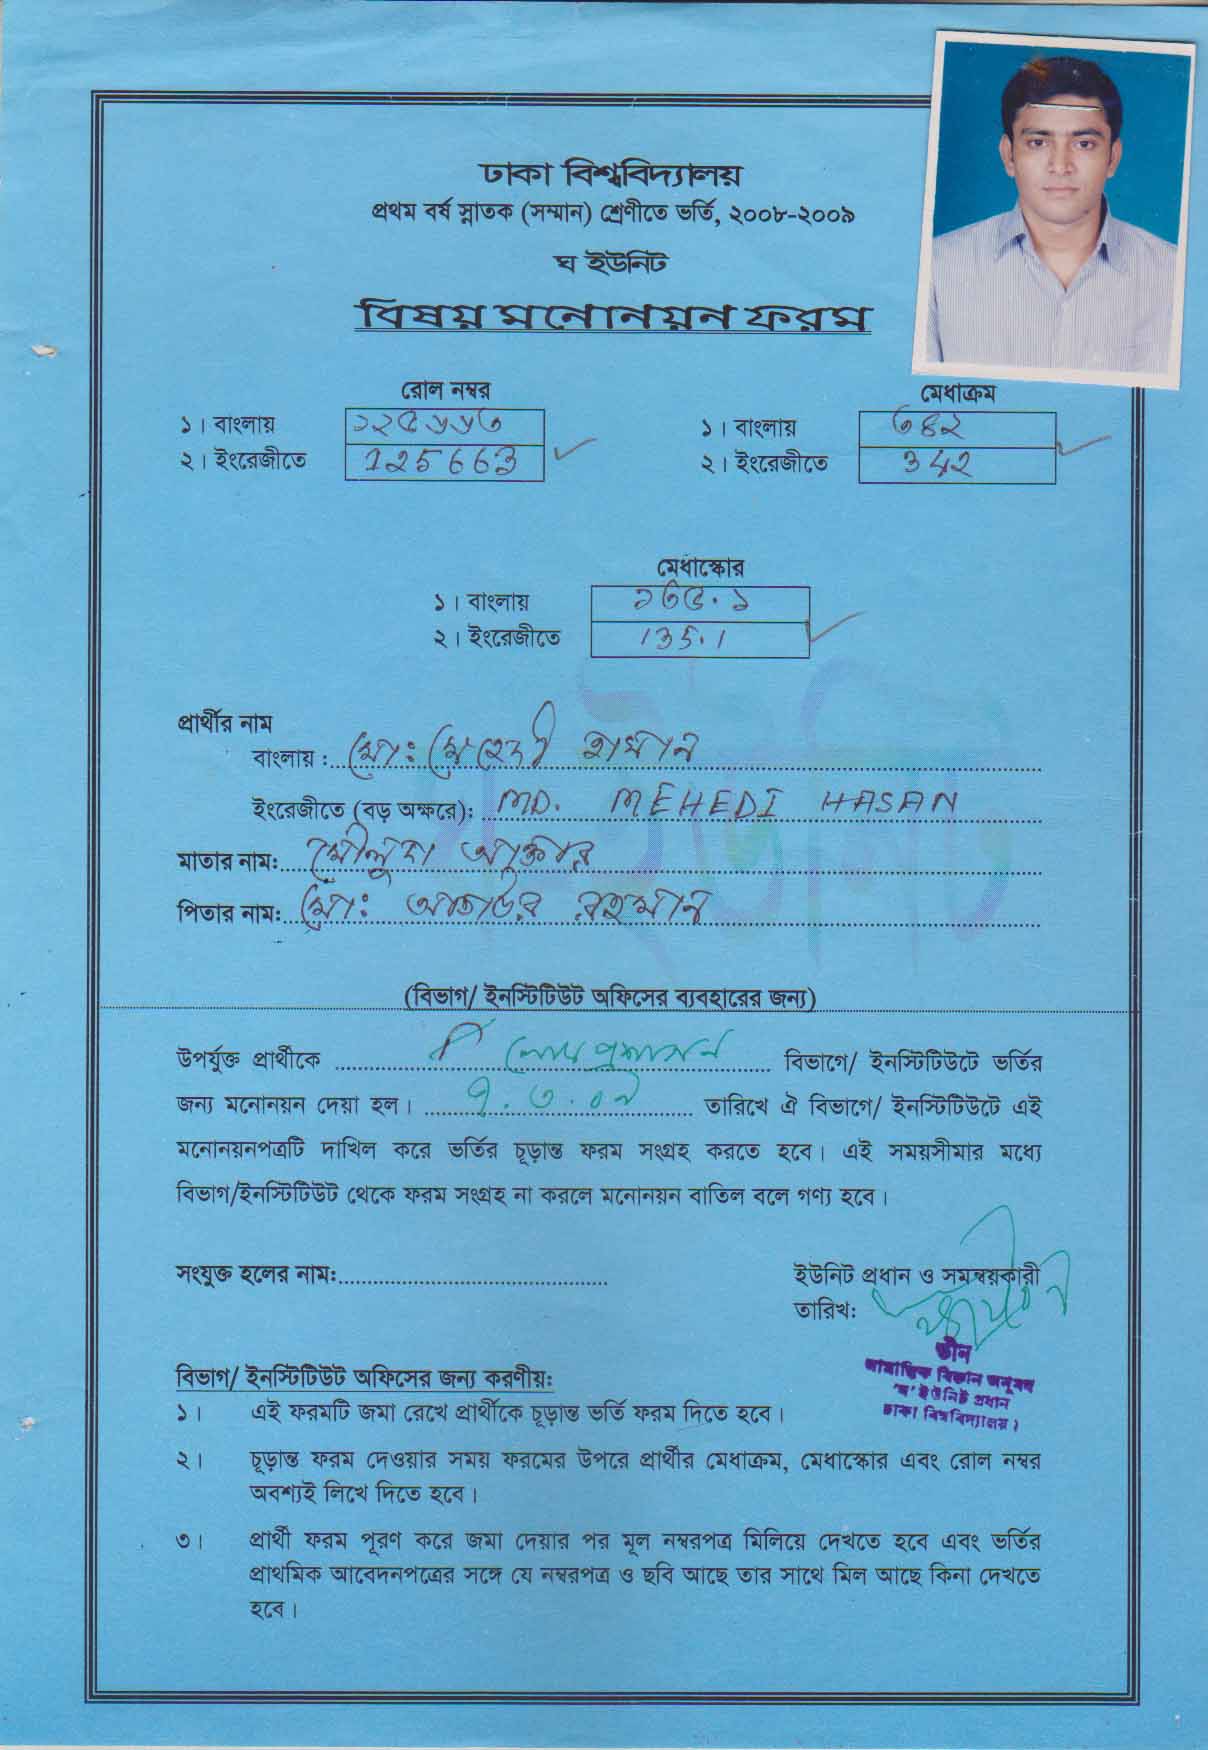 ঢাকা বিশ্ববিদ্যালয়
প্রথম বর্ষ স্নাতক (সম্মান) শ্রেণীতে ভর্তি, ২০০৮-২০০৯
ঘ ইউনিট
বিষয় মনোনয়ন ফরম
রোল নম্বর
১। বাংলায় ১২৫৬৬৩
২। ইংরেজীতে 125663
মেধাক্রম
১। বাংলায় ৩৪২
২। ইংরেজীতে 342
মেধাস্কোর
১। বাংলায় ১৩৫.১
২। ইংরেজীতে 135.1
প্রার্থীর নাম
বাংলায় : মোঃ মেহেদী হাসান
ইংরেজীতে (বড় অক্ষরে): MD. MEHEDI HASAN
মাতার নাম: আক্তার
পিতার নাম: মোঃ আতাউর রহমান
(বিভাগ/ ইনস্টিটিউট অফিসের ব্যবহারের জন্য)
উপর্যুক্ত প্রার্থীকে লোকপ্রশাসন বিভাগে/ ইনস্টিটিউটে ভর্তির
জন্য মনোনয়ন দেয়া হল। ৭.৩.০৯ তারিখে ঐ বিভাগে/ ইনস্টিটিউটে এই
মনোনয়নপত্রটি দাখিল করে ভর্তির চূড়ান্ত ফরম সংগ্রহ করতে হবে। এই সময়সীমার মধ্যে
বিভাগ/ইনস্টিটিউট থেকে ফরম সংগ্রহ না করলে মনোনয়ন বাতিল বলে গণ্য হবে।
সংযুক্ত হলের নাম:
ইউনিট প্রধান ও সমন্বয়কারী
তারিখ:
ডীন
সামাজিক বিজ্ঞান অনুষদ
'ঘ' ইউনিট প্রধান
ঢাকা বিশ্ববিদ্যালয়।
বিভাগ/ ইনস্টিটিউট অফিসের জন্য করণীয়:
১। এই ফরমটি জমা রেখে প্রার্থীকে চূড়ান্ত ভর্তি ফরম দিতে হবে।
২। চূড়ান্ত ফরম দেওয়ার সময় ফরমের উপরে প্রার্থীর মেধাক্রম, মেধাস্কোর এবং রোল নম্বর
অবশ্যই লিখে দিতে হবে।
৩। প্রার্থী ফরম পূরণ করে জমা দেয়ার পর মূল নম্বরপত্র মিলিয়ে দেখতে হবে এবং ভর্তির
প্রাথমিক আবেদনপত্রের সঙ্গে যে নম্বরপত্র ও ছবি আছে তার সাথে মিল আছে কিনা দেখতে
হবে।